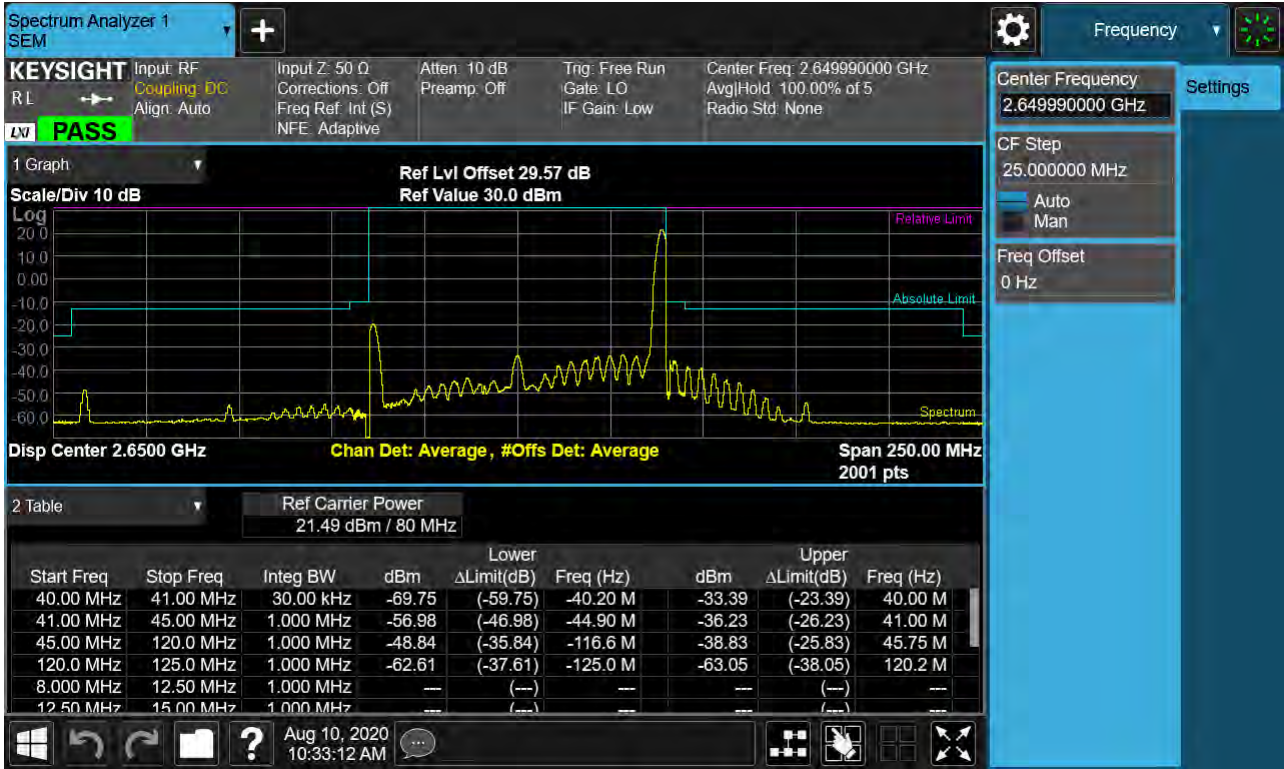 Spectrum Analyzer 1
SEM
Frequency
KEYSIGHT
R L
LXI
PASS
Input: RF
Coupling: DC
Align: Auto
Input Z: 50 Ω
Corrections: Off
Freq Ref: Int (S)
NFE: Adaptive
Atten: 10 dB
Preamp: Off
Trig: Free Run
Gate: LO
IF Gain: Low
Center Freq: 2.649990000 GHz
Avg|Hold: 100.00% of 5
Radio Std: None
Center Frequency
2.649990000 GHz
Settings
CF Step
25.000000 MHz
Auto
Man
Freq Offset
0 Hz
1 Graph
Scale/Div 10 dB
Ref Lvl Offset 29.57 dB
Ref Value 30.0 dBm
Log
20.0
10.0
0.00
-10.0
-20.0
-30.0
-40.0
-50.0
-60.0
Relative Limit
Absolute Limit
Spectrum
Disp Center 2.6500 GHz
Chan Det: Average, #Offs Det: Average
Span 250.00 MHz
2001 pts
2 Table
Ref Carrier Power
21.49 dBm / 80 MHz
Lower Upper
Start Freq Stop Freq Integ BW dBm ΔLimit(dB) Freq (Hz) dBm ΔLimit(dB) Freq (Hz)
40.00 MHz 41.00 MHz 30.00 kHz -69.75 (-59.75) -40.20 M -33.39 (-23.39) 40.00 M
41.00 MHz 45.00 MHz 1.000 MHz -56.98 (-46.98) -44.90 M -36.23 (-26.23) 41.00 M
45.00 MHz 120.0 MHz 1.000 MHz -48.84 (-35.84) -116.6 M -38.83 (-25.83) 45.75 M
120.0 MHz 125.0 MHz 1.000 MHz -62.61 (-37.61) -125.0 M -63.05 (-38.05) 120.2 M
8.000 MHz 12.50 MHz 1.000 MHz --- (---) --- --- (---) ---
12.50 MHz 15.00 MHz 1.000 MHz --- (---) --- --- (---) ---
Aug 10, 2020
10:33:12 AM